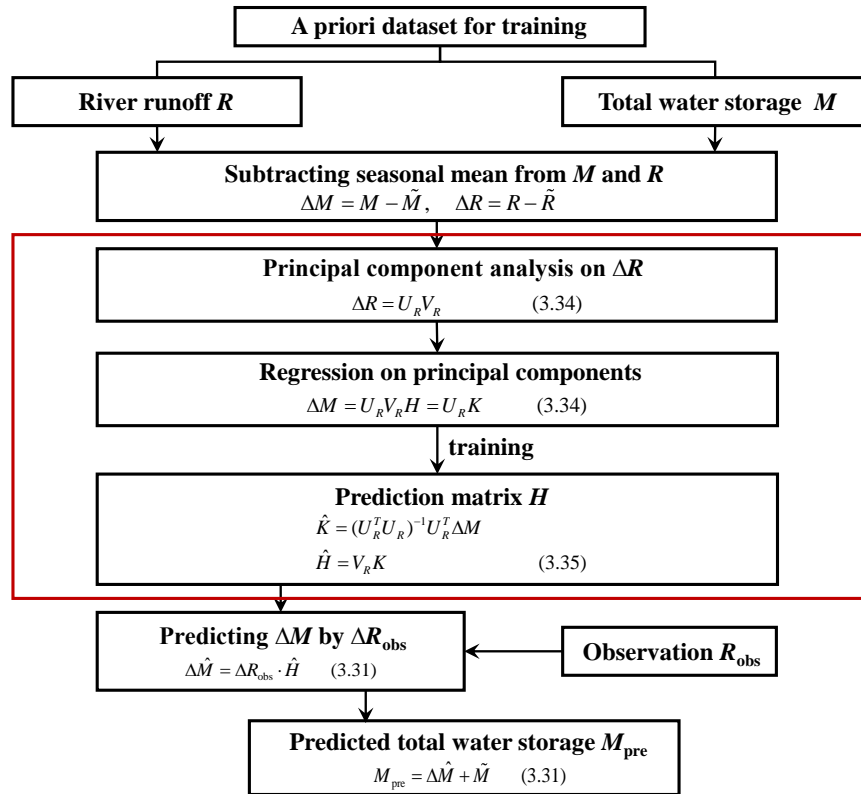 A priori dataset for training
River runoff R
Total water storage M
Subtracting seasonal mean from M and R
ΔM = M − M̃ , ΔR = R − R̃
Principal component analysis on ΔR
ΔR = U_R V_R (3.34)
Regression on principal components
ΔM = U_R V_R H = U_R K (3.34)
training
Prediction matrix H
K̂ = (U_R^T U_R)^{-1} U_R^T ΔM
Ĥ = V_R K (3.35)
Predicting ΔM by ΔR_obs
ΔM̂ = ΔR_obs · Ĥ (3.31)
Observation R_obs
Predicted total water storage M_pre
M_pre = ΔM̂ + M̃ (3.31)